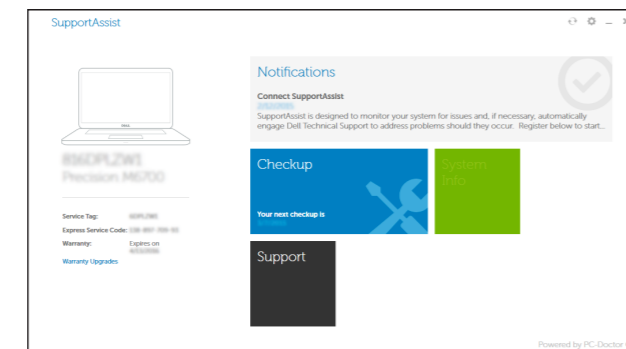 SupportAssist
Notifications
Connect SupportAssist
SupportAssist is designed to monitor your system for issues and, if necessary, automatically
engage Dell Technical Support to address problems should they occur. Register below to start...
Checkup
System
Info
Precision M6700
Your next checkup is
Service Tag:
Express Service Code:
Warranty: Expires on
Warranty Upgrades
Support
Powered by PC-Doctor